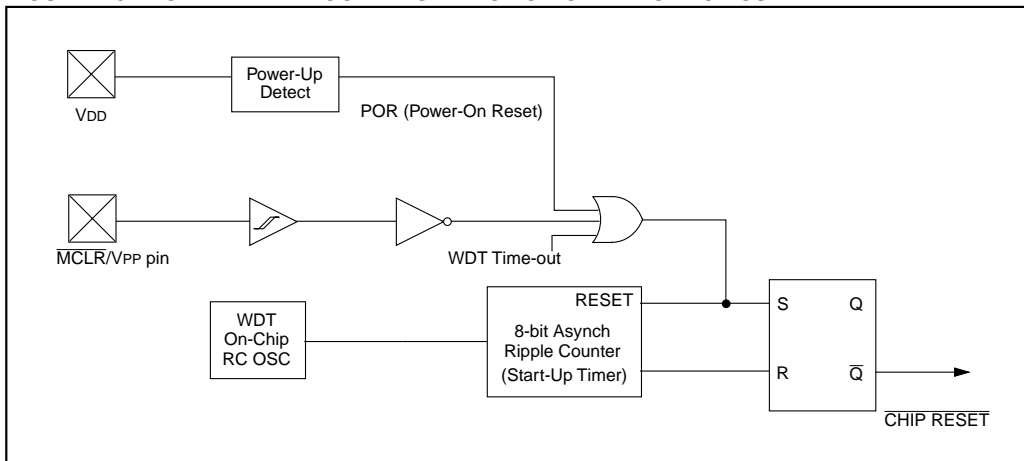 Power-Up
Detect
VDD
POR (Power-On Reset)
MCLR/VPP pin
WDT Time-out
RESET
S
Q
WDT
On-Chip
RC OSC
8-bit Asynch
Ripple Counter
(Start-Up Timer)
R
Q
CHIP RESET